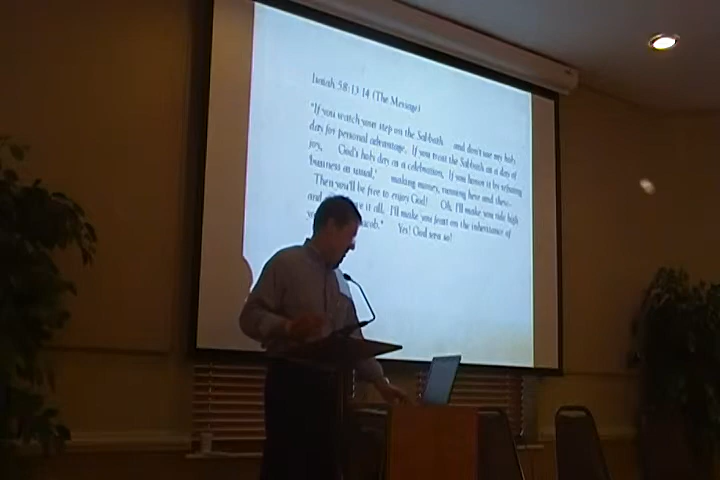 Isaiah 58:13-14 (The Message)
"If you watch your step on the Sabbath and don't use my holy
day for personal advantage, If you treat the Sabbath as a day of
joy, God's holy day as a celebration, If you honor it by refusing
'business as usual,' making money, running here and there-
Then you'll be free to enjoy God! Oh, I'll make you ride high
and it all. I'll make you feast on the inheritance of
Jacob." Yes! God says so!